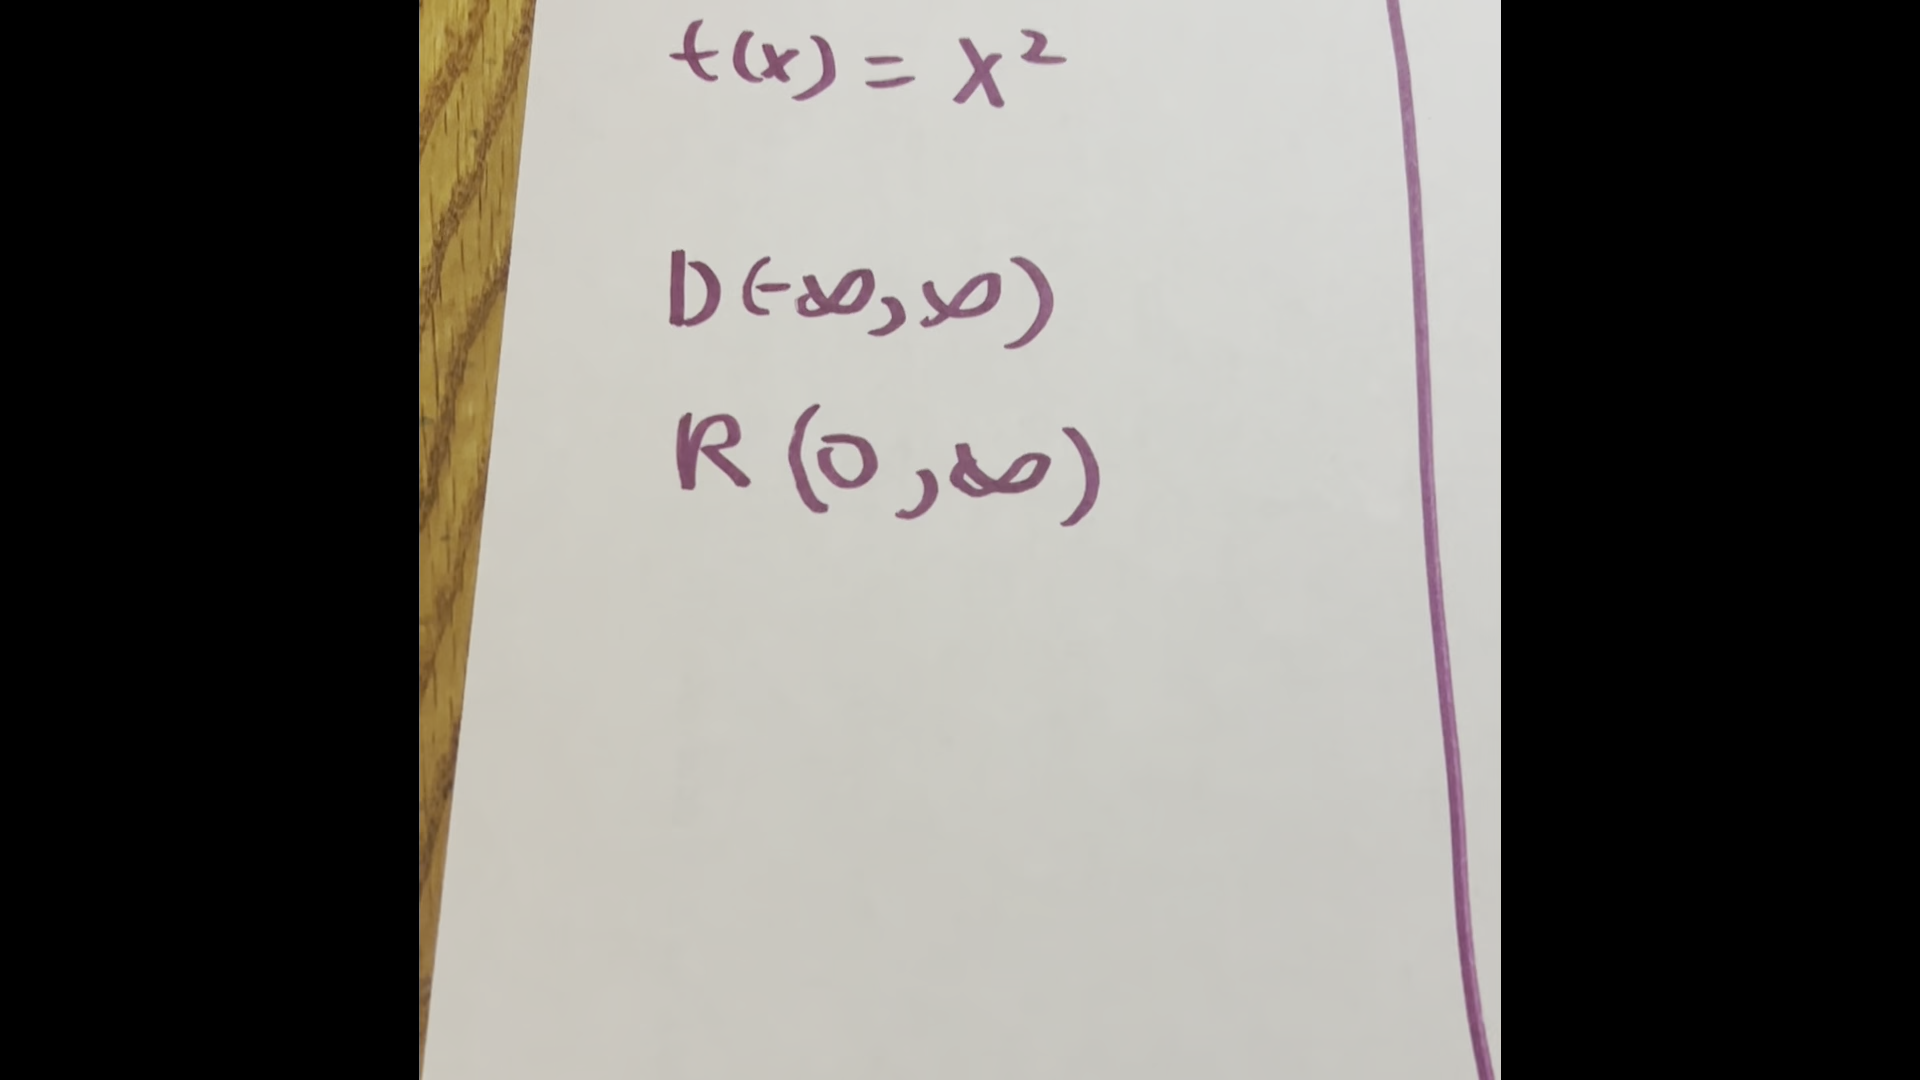 f(x) = x²
D (-∞, ∞)
R (0, ∞)